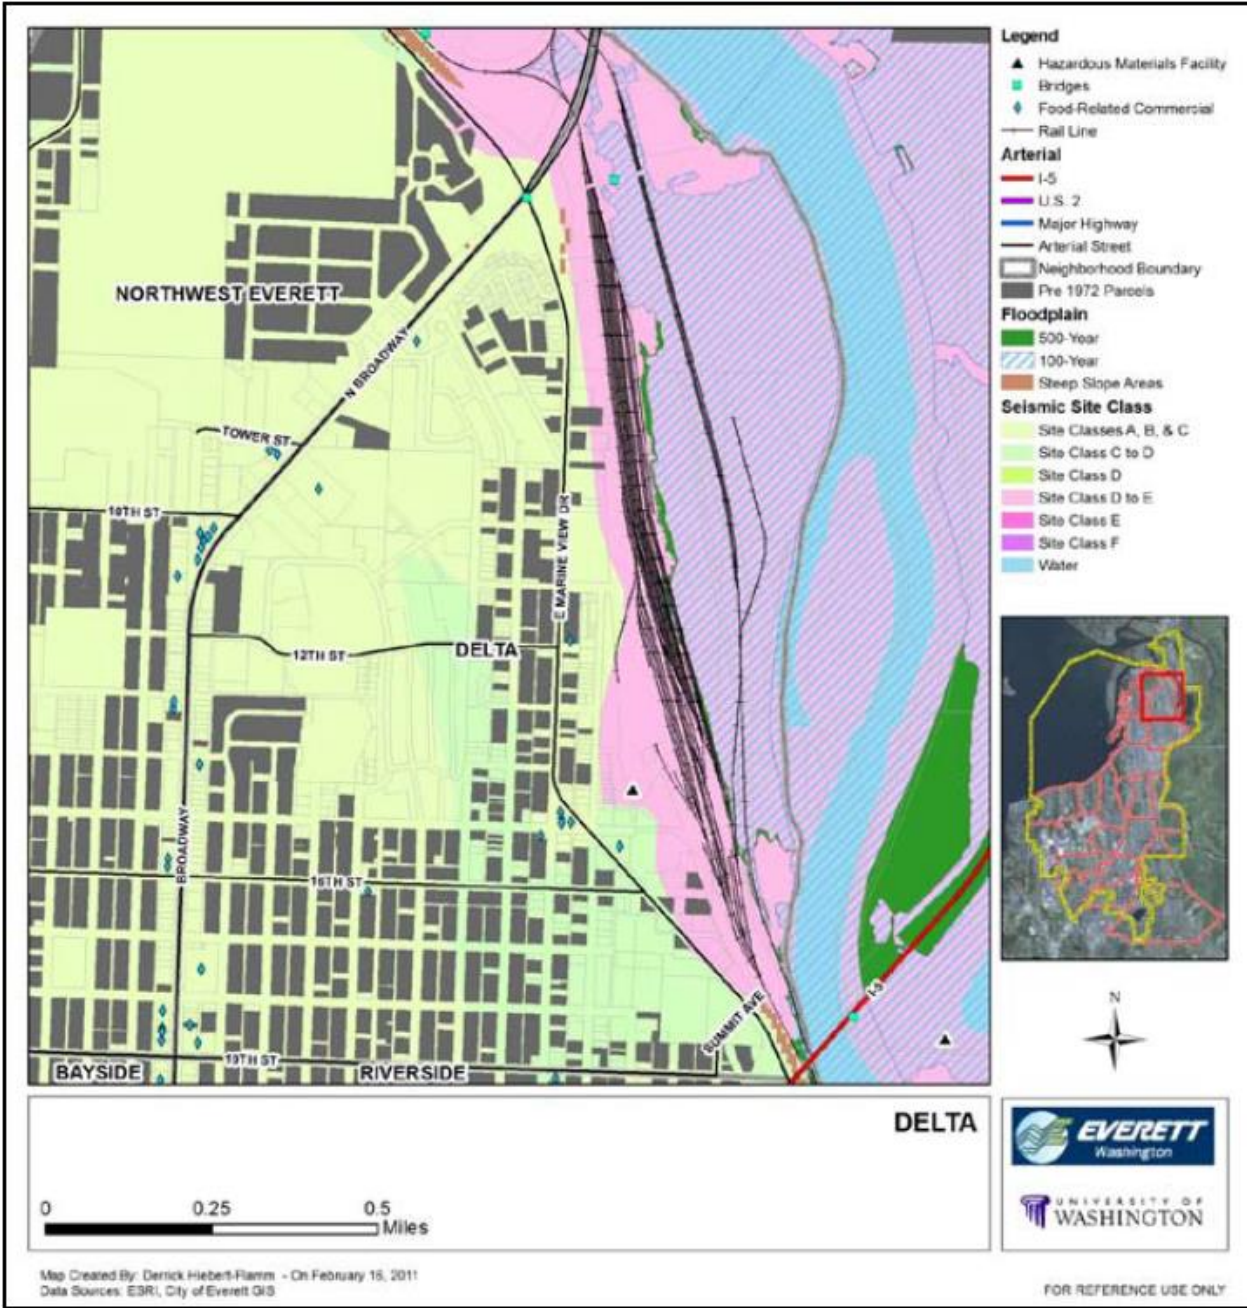 Legend
Hazardous Materials Facility
Bridges
Food-Related Commercial
Rail Line
Arterial
I-5
U.S. 2
Major Highway
Arterial Street
Neighborhood Boundary
Pre 1972 Parcels
Floodplain
500-Year
100-Year
Steep Slope Areas
Seismic Site Class
Site Classes A, B, & C
Site Class C to D
Site Class D
Site Class D to E
Site Class E
Site Class F
Water
NORTHWEST EVERETT
N BROADWAY
TOWER ST
10TH ST
E MARINE VIEW DR
12TH ST
DELTA
BROADWAY
16TH ST
SUMMIT AVE
I-5
19TH ST
BAYSIDE
RIVERSIDE
N
DELTA
0 0.25 0.5
Miles
EVERETT
Washington
UNIVERSITY OF
WASHINGTON
Map Created By: Derrick Hiebert-Flamm - On February 16, 2011
Data Sources: ESRI, City of Everett GIS
FOR REFERENCE USE ONLY